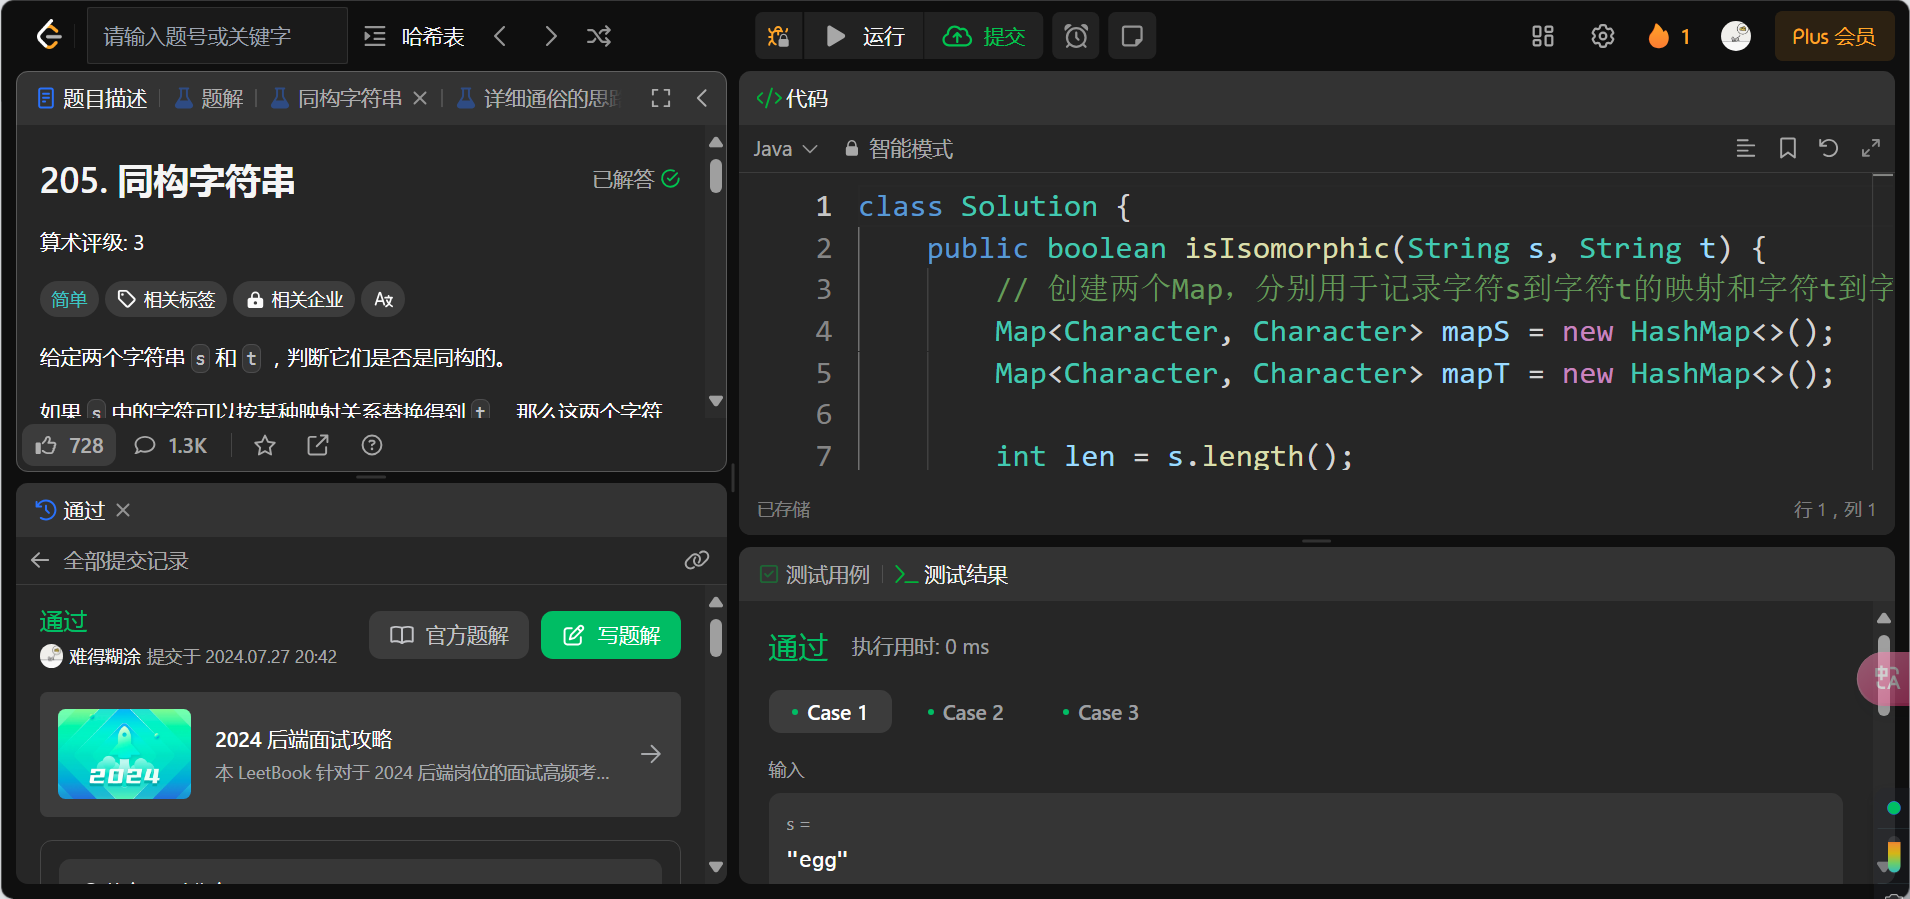 请输入题号或关键字
哈希表
运行
提交
1
Plus 会员
题目描述
题解
同构字符串
详细通俗的思路
205. 同构字符串
已解答
算术评级: 3
简单
相关标签
相关企业
给定两个字符串 s 和 t ，判断它们是否是同构的。
如果 s 中的字符可以按某种映射关系替换得到 t ，那么这两个字符
728
1.3K
通过
全部提交记录
通过
难得糊涂 提交于 2024.07.27 20:42
官方题解
写题解
2024
2024 后端面试攻略
本 LeetBook 针对于 2024 后端岗位的面试高频考...
</>代码
Java
智能模式
1 class Solution {
2 public boolean isIsomorphic(String s, String t) {
3 // 创建两个Map，分别用于记录字符s到字符t的映射和字符t到字
4 Map<Character, Character> mapS = new HashMap<>();
5 Map<Character, Character> mapT = new HashMap<>();
6
7 int len = s.length();
已存储
行 1，列 1
测试用例
测试结果
通过
执行用时: 0 ms
Case 1
Case 2
Case 3
输入
s =
"egg"